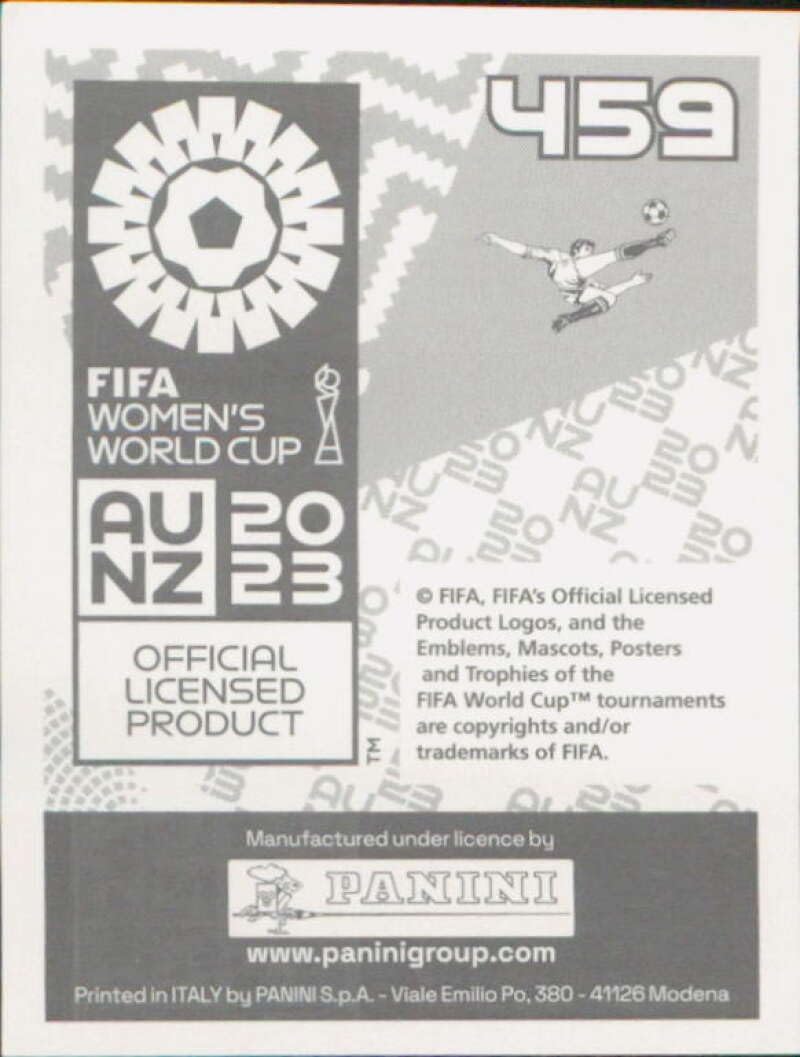 459
FIFA
WOMEN'S
WORLD CUP
AU 20
NZ 23
OFFICIAL
LICENSED
PRODUCT
TM
© FIFA, FIFA's Official Licensed
Product Logos, and the
Emblems, Mascots, Posters
and Trophies of the
FIFA World Cup™ tournaments
are copyrights and/or
trademarks of FIFA.
Manufactured under licence by
PANINI
www.paninigroup.com
Printed in ITALY by PANINI S.p.A. - Viale Emilio Po, 380 - 41126 Modena